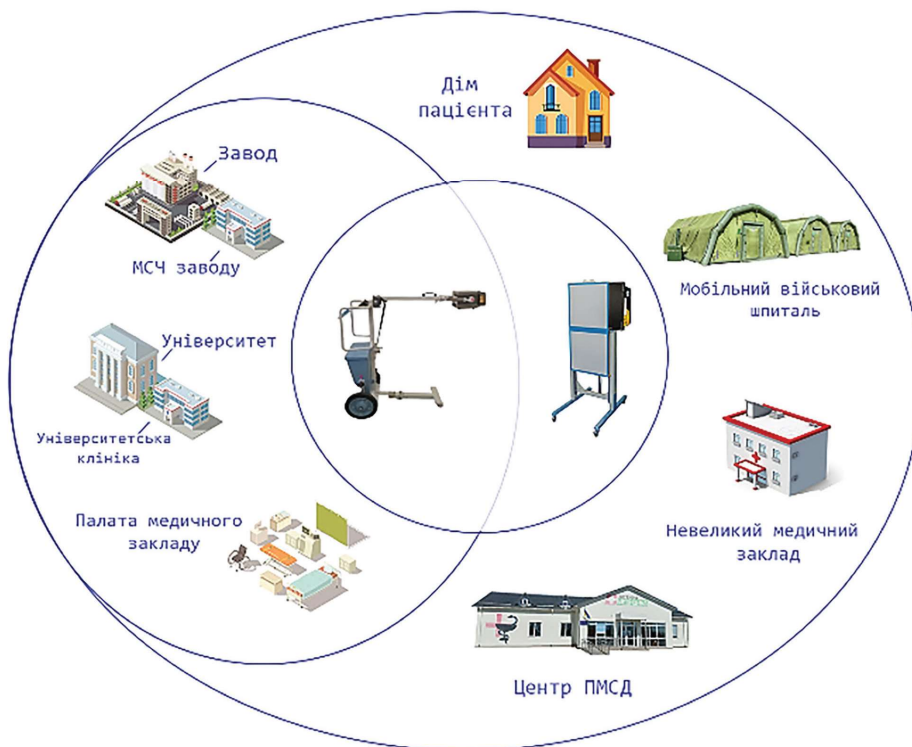 Дім
пацієнта
Завод
МСЧ заводу
Мобільний військовий
шпиталь
Університет
Університетська
клініка
Палата медичного
закладу
Невеликий медичний
заклад
Центр ПМСД